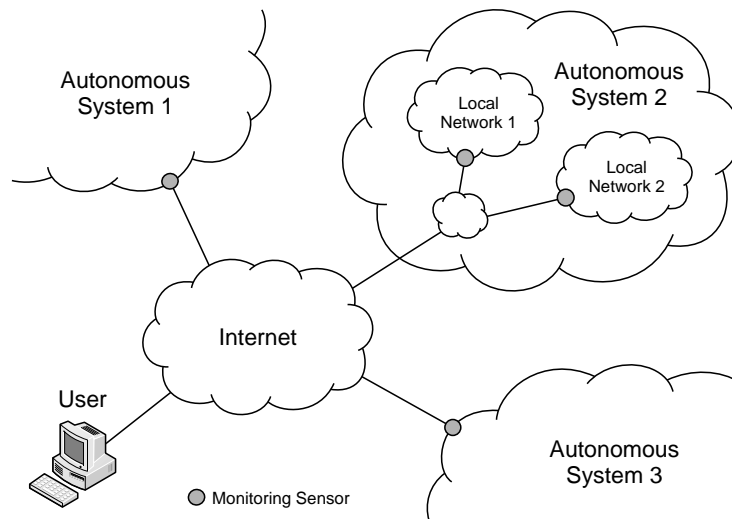 Autonomous
System 1
Autonomous
System 2
Local
Network 1
Local
Network 2
Internet
User
Autonomous
System 3
Monitoring Sensor